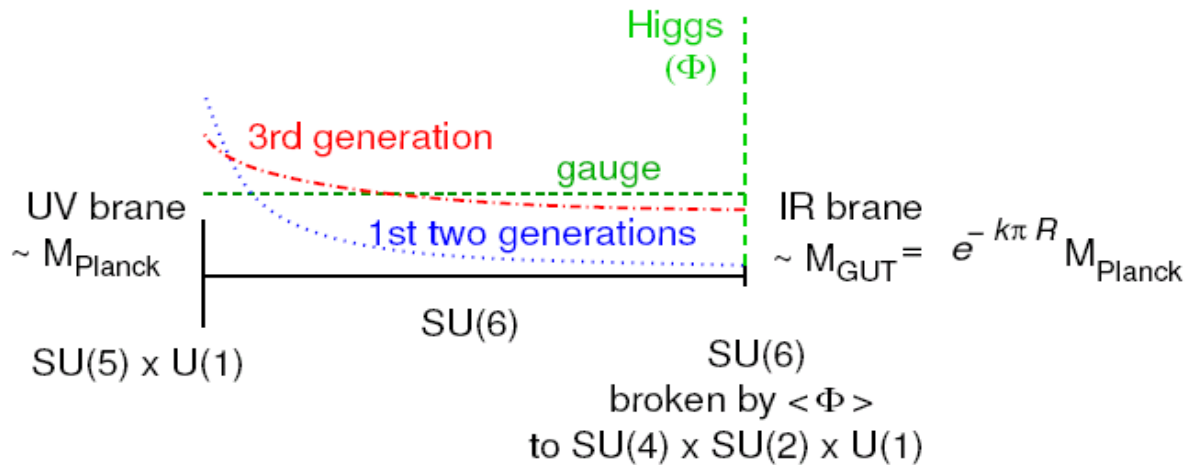 Higgs
(Φ)
3rd generation
gauge
UV brane
~ M_Planck
1st two generations
IR brane
~ M_GUT = e^{- kπ R} M_Planck
SU(6)
SU(5) x U(1)
SU(6)
broken by <Φ>
to SU(4) x SU(2) x U(1)